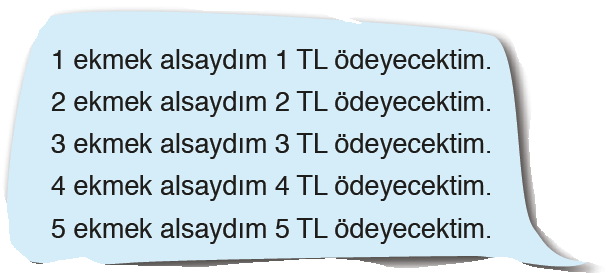 1 ekmek alsaydım 1 TL ödeyecektim.
2 ekmek alsaydım 2 TL ödeyecektim.
3 ekmek alsaydım 3 TL ödeyecektim.
4 ekmek alsaydım 4 TL ödeyecektim.
5 ekmek alsaydım 5 TL ödeyecektim.